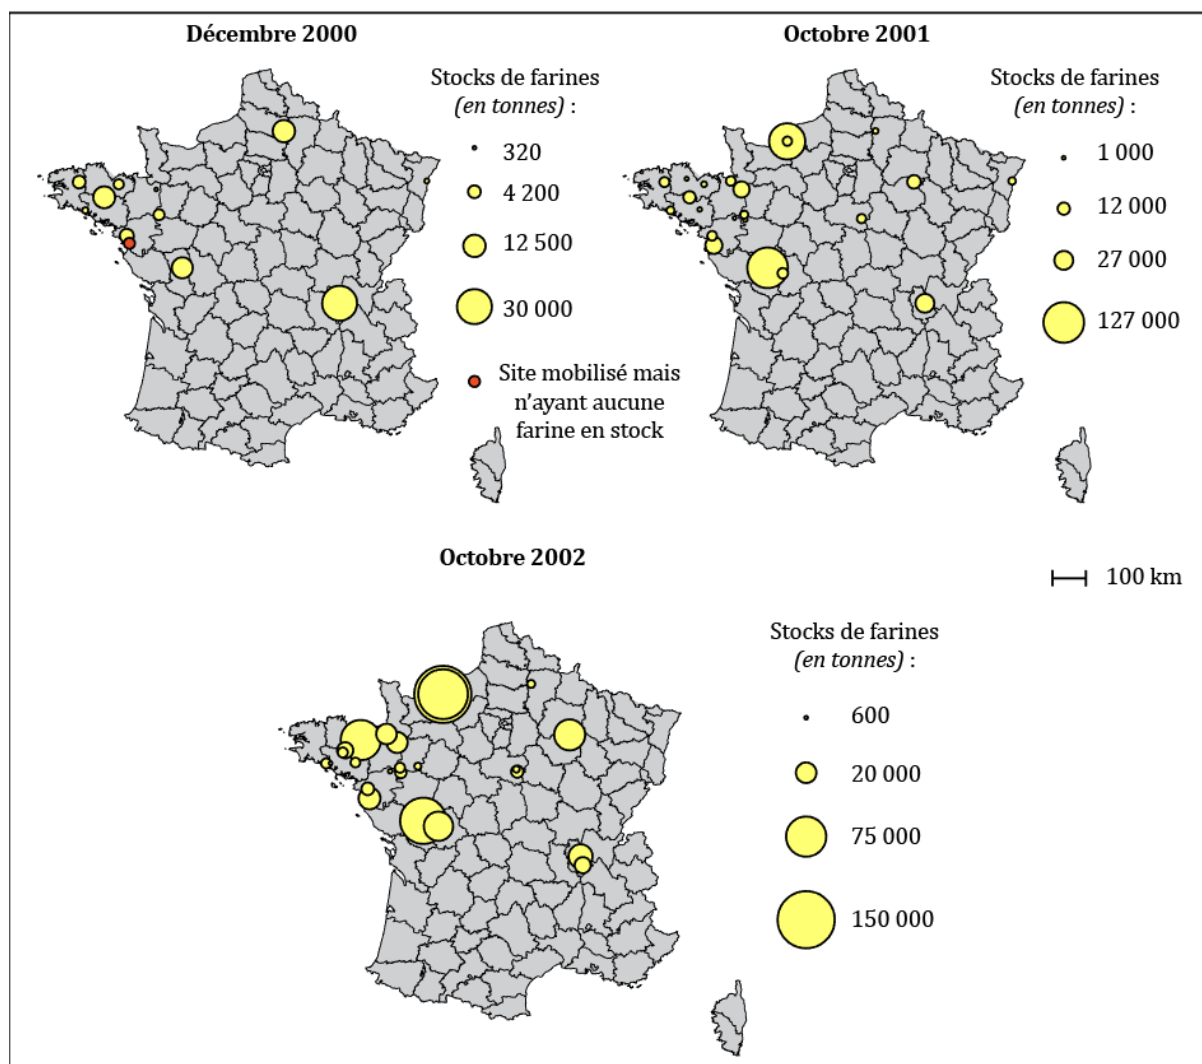 Décembre 2000
Stocks de farines
(en tonnes) :
320
4 200
12 500
30 000
Site mobilisé mais
n'ayant aucune
farine en stock
Octobre 2001
Stocks de farines
(en tonnes) :
1 000
12 000
27 000
127 000
Octobre 2002
100 km
Stocks de farines
(en tonnes) :
600
20 000
75 000
150 000